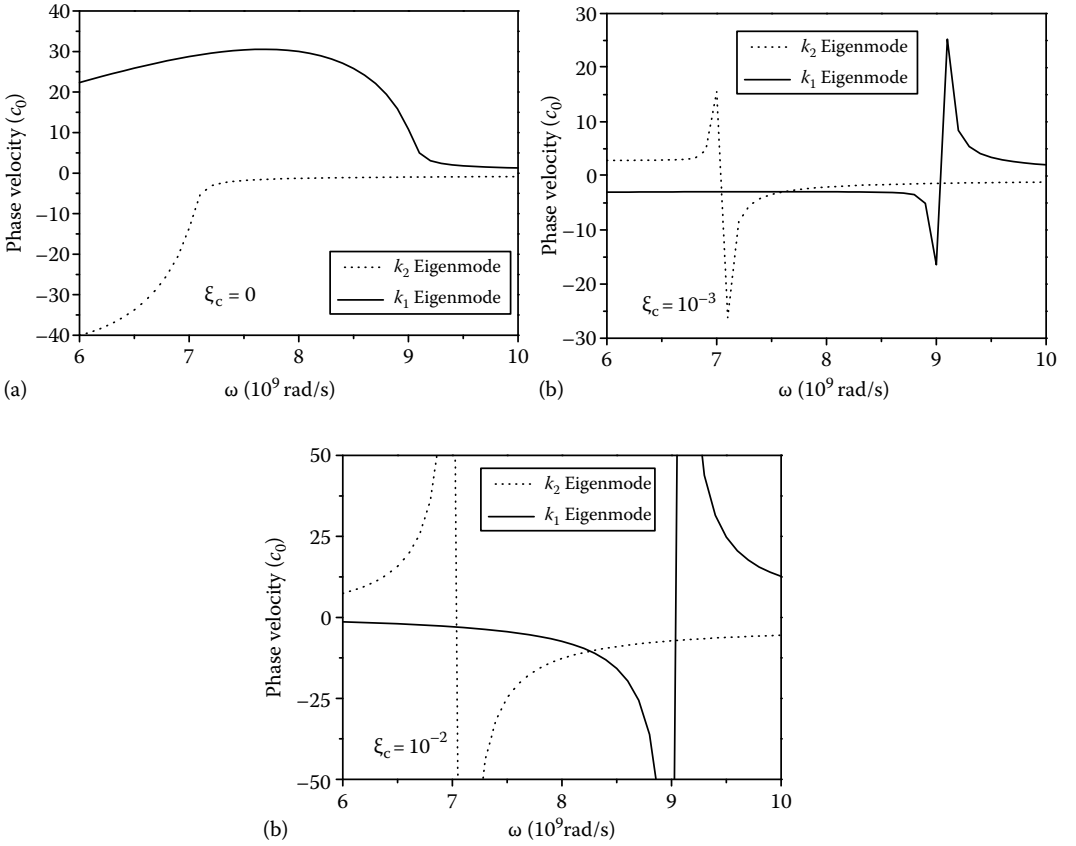 40
30
20
10
0
−10
−20
−30
−40
Phase velocity (c₀)
k₂ Eigenmode
k₁ Eigenmode
ξc = 0
6 7 8 9 10
(a)
ω (10⁹ rad/s)
30
20
10
0
−10
−20
−30
Phase velocity (c₀)
k₂ Eigenmode
k₁ Eigenmode
ξc = 10⁻³
6 7 8 9 10
(b)
ω (10⁹ rad/s)
50
25
0
−25
−50
Phase velocity (c₀)
k₂ Eigenmode
k₁ Eigenmode
ξc = 10⁻²
6 7 8 9 10
(b)
ω (10⁹rad/s)